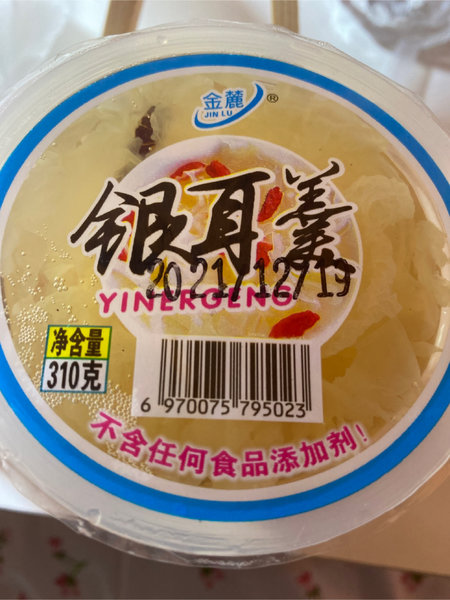 金麓
JIN LU ®
银耳羹
2021/12/19
YINERGENG
净含量
310克
6 970075 795023
不含任何食品添加剂!